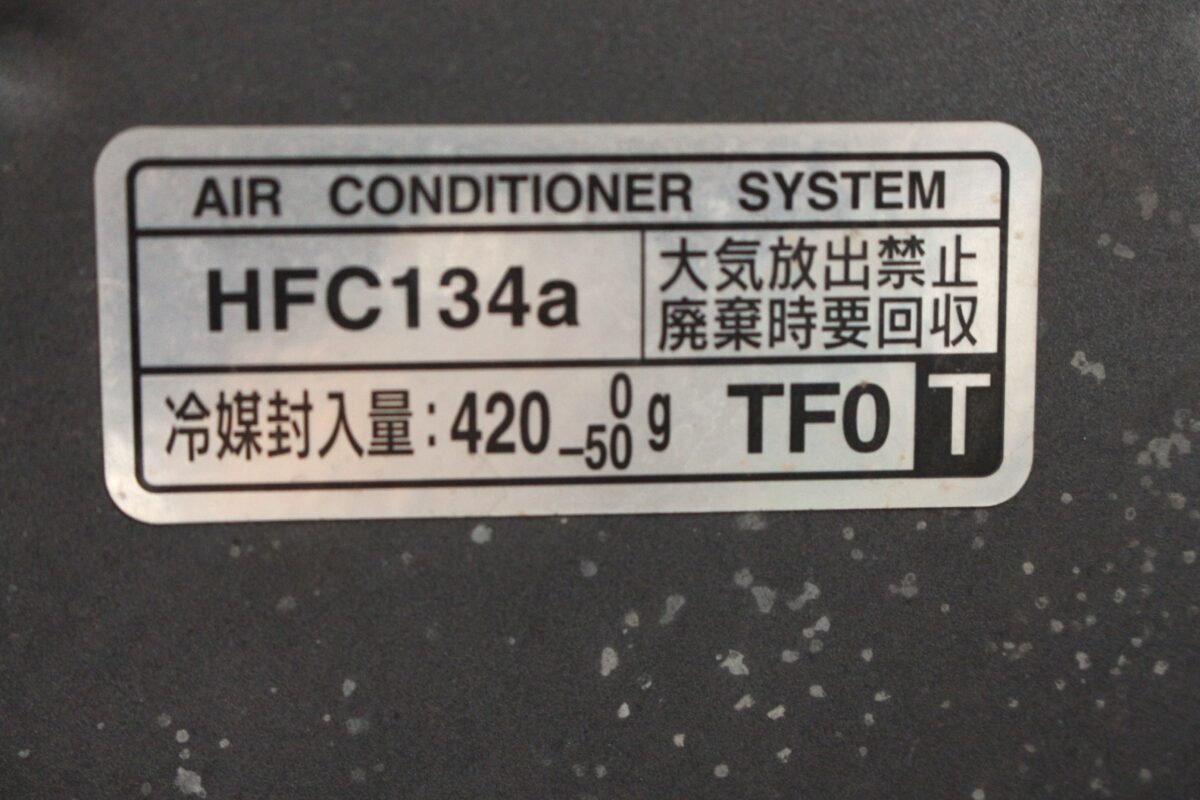 AIR CONDITIONER SYSTEM
HFC134a
大気放出禁止
廃棄時要回収
冷媒封入量:420 0 -50 g TF0 T